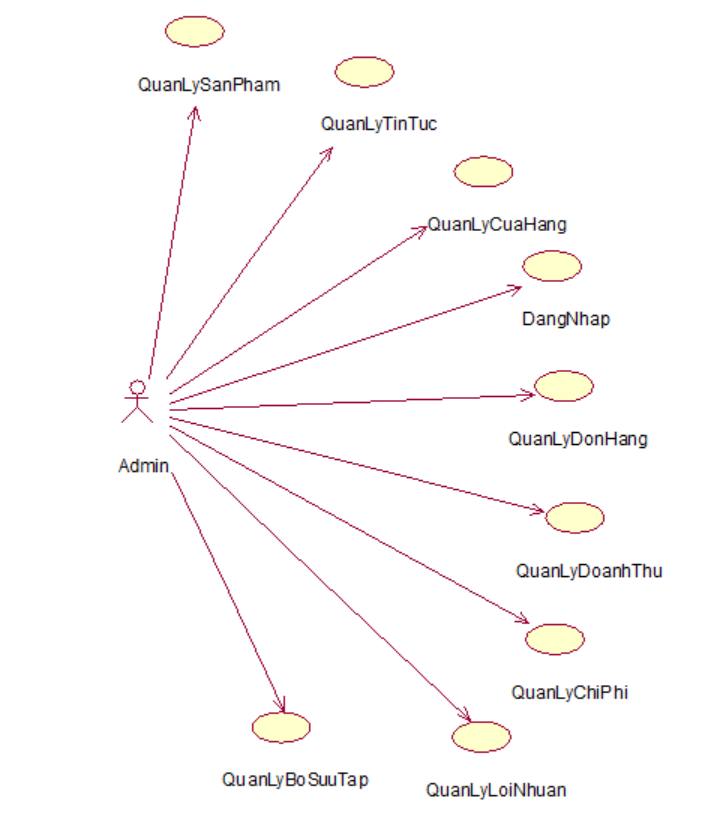 QuanLySanPham
QuanLyTinTuc
QuanLyCuaHang
DangNhap
QuanLyDonHang
Admin
QuanLyDoanhThu
QuanLyChiPhi
QuanLyBoSuuTap
QuanLyLoiNhuan